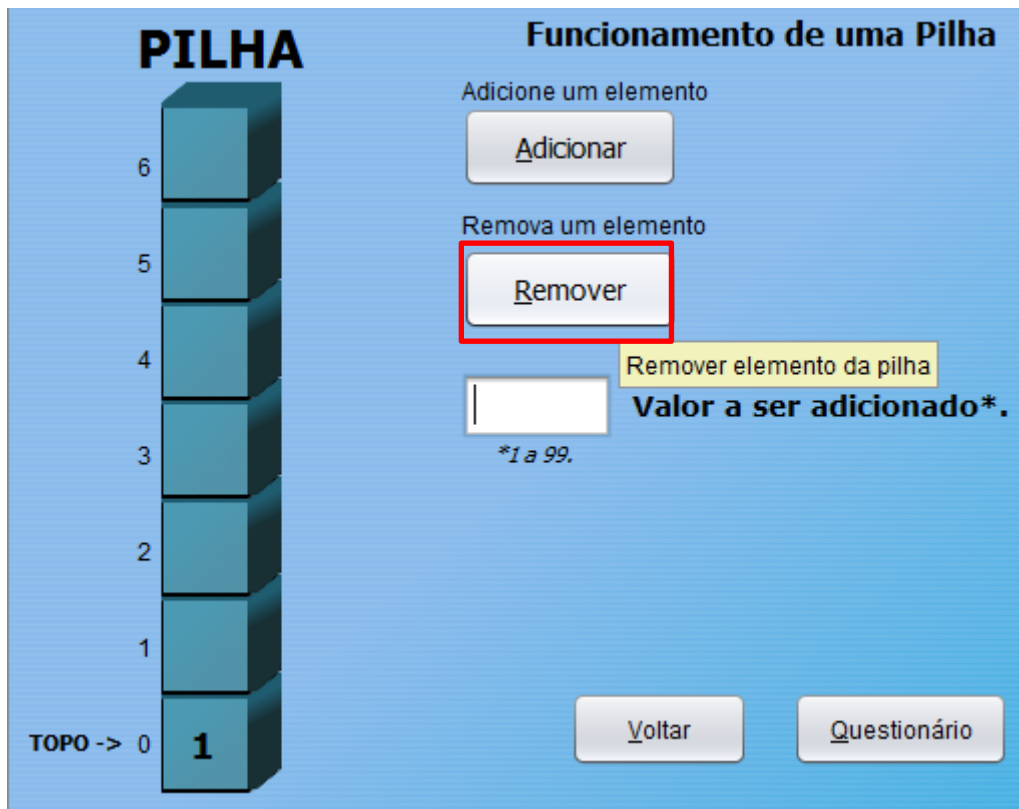 PILHA
Funcionamento de uma Pilha
Adicione um elemento
Adicionar
Remova um elemento
Remover
Remover elemento da pilha
Valor a ser adicionado*.
*1 a 99.
6
5
4
3
2
1
TOPO -> 0 1
Voltar
Questionário